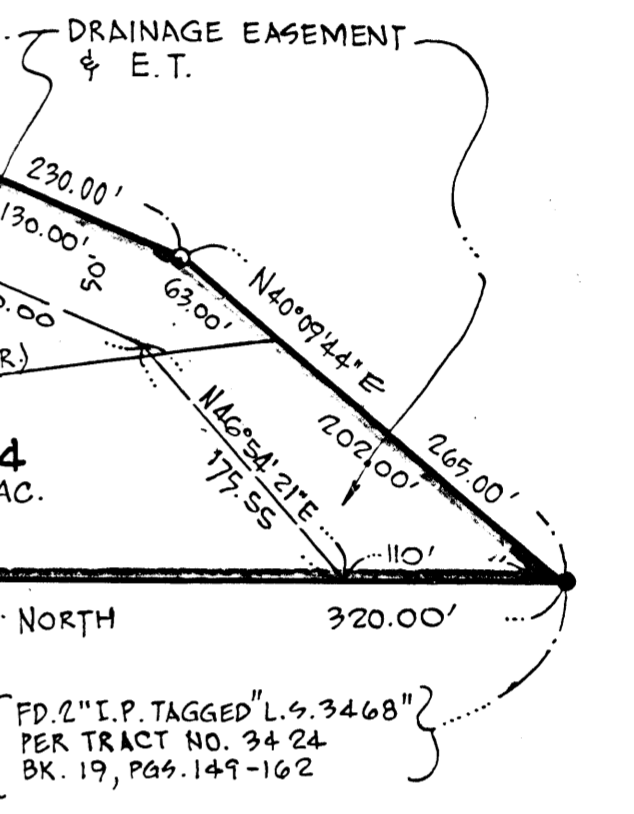 DRAINAGE EASEMENT
& E.T.
230.00'
130.00'
50'
63.00'
N40°09'44"E
R.)
N46°54'21"E
175.55
202.00'
265.00'
4
AC.
110'
NORTH
320.00'
FD. 2" I.P. TAGGED "L.S. 3468"
PER TRACT NO. 3424
BK. 19, PGS. 149-162